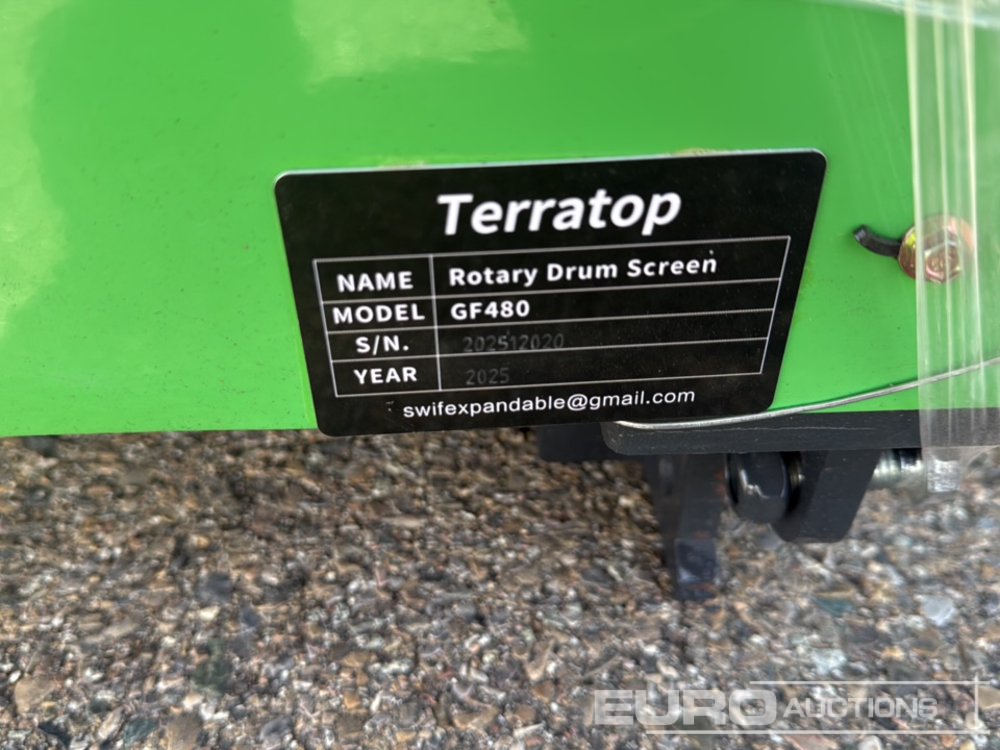 Terratop
NAME Rotary Drum Screen
MODEL GF480
S/N. 202512020
YEAR 2025
swifexpandable@gmail.com
EURO AUCTIONS